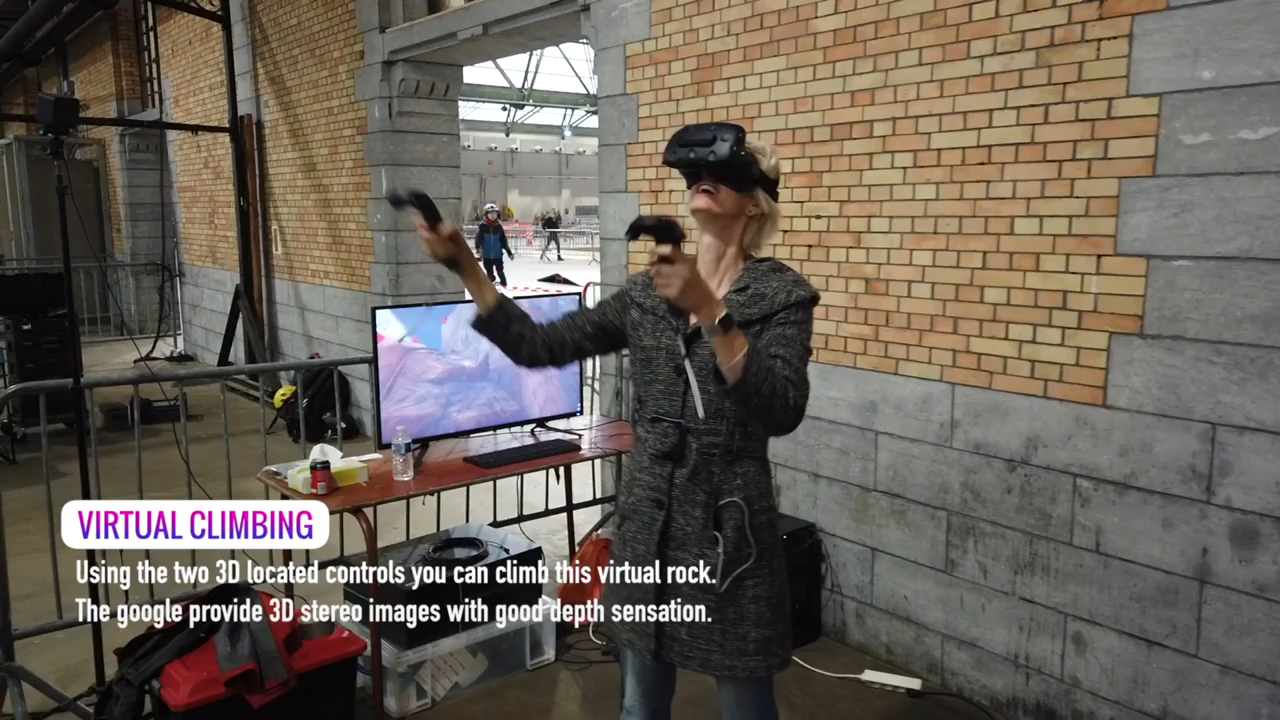 VIRTUAL CLIMBING
Using the two 3D located controls you can climb this virtual rock.
The google provide 3D stereo images with good depth sensation.